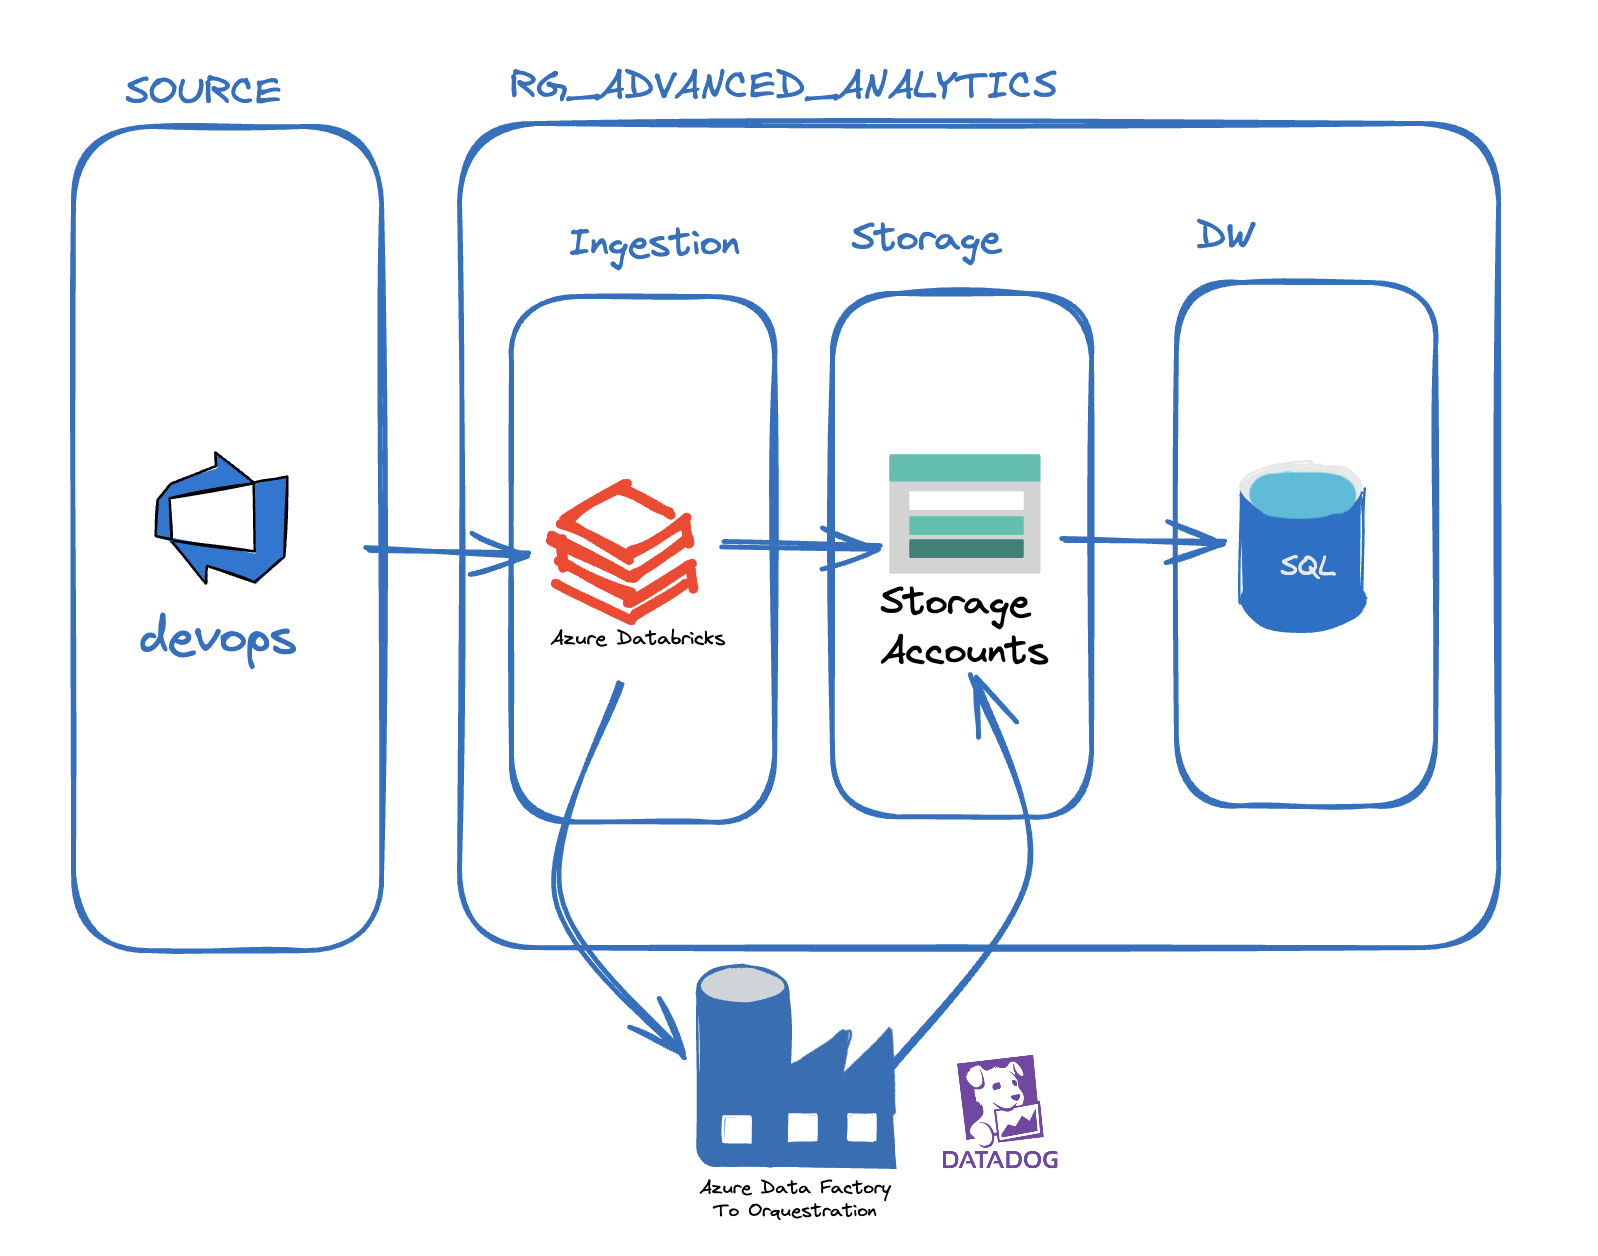 SOURCE
RG_ADVANCED_ANALYTICS
Ingestion
Storage
DW
devops
Azure Databricks
Storage
Accounts
SQL
Azure Data Factory
To Orquestration
DATADOG